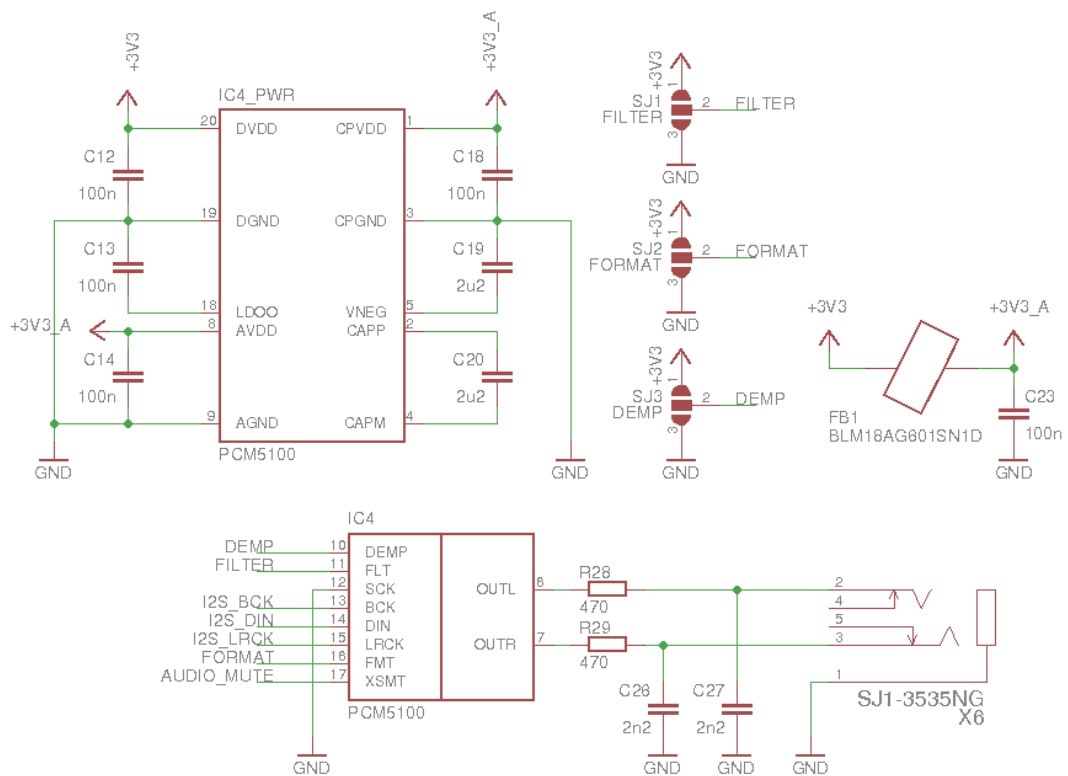 +3V3
+3V3_A
IC4_PWR
20 DVDD CPVDD 1
C12
100n
C18
100n
19 DGND CPGND 3
C13
100n
C19
2u2
18 LDOO VNEG 5
+3V3_A
8 AVDD CAPP 2
C14
100n
C20
2u2
9 AGND CAPM 4
GND
PCM5100
GND
+3V3
1
SJ1
FILTER
2 FILTER
3
GND
+3V3
1
SJ2
FORMAT
2 FORMAT
3
GND
+3V3
1
SJ3
DEMP
2 DEMP
3
GND
+3V3
+3V3_A
FB1
BLM18AG601SN1D
C23
100n
GND
IC4
DEMP 10 DEMP
FILTER 11 FLT
12 SCK
I2S_BCK 13 BCK
I2S_DIN 14 DIN
I2S_LRCK 15 LRCK
FORMAT 16 FMT
AUDIO_MUTE 17 XSMT
OUTL 6
OUTR 7
PCM5100
GND
R28
470
R29
470
C26
2n2
C27
2n2
GND
GND
2
4
5
3
1
SJ1-3535NG
X6
GND